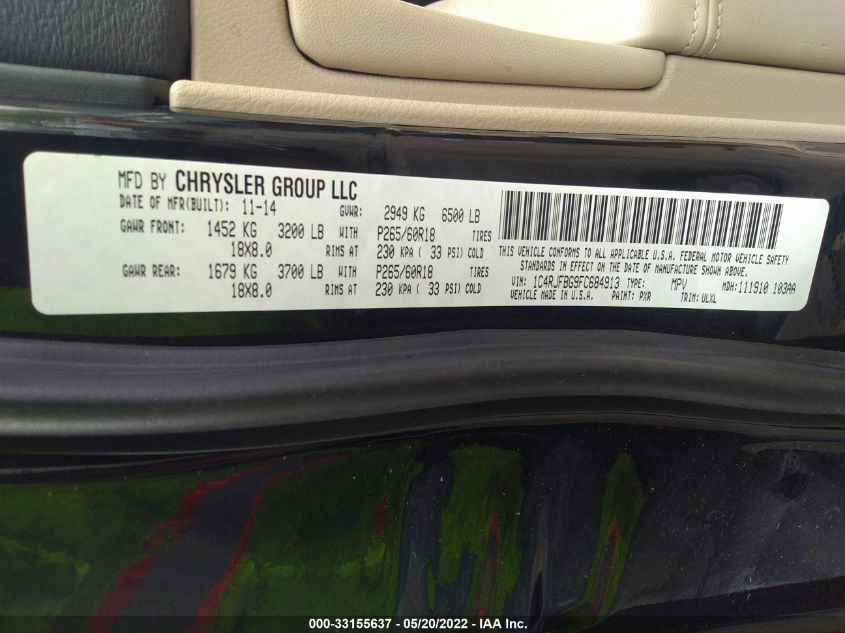 MFD BY CHRYSLER GROUP LLC
DATE OF MFR(BUILT): 11-14 GVWR: 2949 KG 6500 LB
GAWR FRONT: 1452 KG 3200 LB WITH P265/60R18 TIRES
18X8.0 RIMS AT 230 KPA ( 33 PSI) COLD
GAWR REAR: 1679 KG 3700 LB WITH P265/60R18 TIRES
18X8.0 RIMS AT 230 KPA ( 33 PSI) COLD
THIS VEHICLE CONFORMS TO ALL APPLICABLE U.S.A. FEDERAL MOTOR VEHICLE SAFETY
STANDARDS IN EFFECT ON THE DATE OF MANUFACTURE SHOWN ABOVE.
VIN: 1C4RJFBG9FC684913 TYPE: MPV MDH: 111910 103AA
VEHICLE MADE IN U.S.A. PAINT: PXR TRIM: ULXL
000-33155637 - 05/20/2022 - IAA Inc.